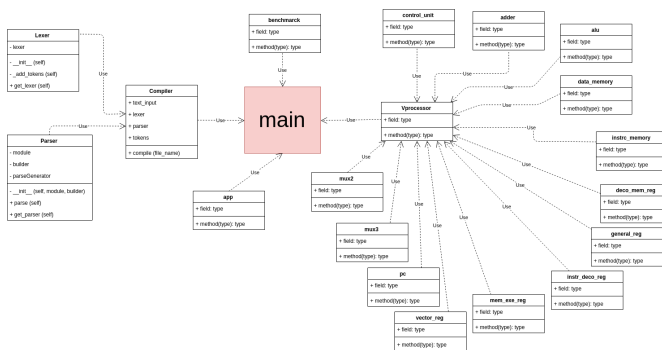 Lexer
- lexer
- __init__ (self)
- _add_tokens (self)
+ get_lexer (self)
Use
Parser
- module
- builder
- parseGenerator
- __init__ (self, module, builder)
+ parse (self)
+ get_parser (self)
Use
Compiler
+ text_input
+ lexer
+ parser
+ tokens
+ compile (file_name)
Use
benchmarck
+ field: type
+ method(type): type
Use
main
app
+ field: type
+ method(type): type
Use
Use
Vprocessor
+ field: type
+ method(type): type
control_unit
+ field: type
+ method(type): type
Use
adder
+ field: type
+ method(type): type
Use
alu
+ field: type
+ method(type): type
Use
data_memory
+ field: type
+ method(type): type
Use
instrc_memory
+ field: type
+ method(type): type
Use
deco_mem_reg
+ field: type
+ method(type): type
Use
general_reg
+ field: type
+ method(type): type
Use
instr_deco_reg
+ field: type
+ method(type): type
Use
mem_exe_reg
+ field: type
+ method(type): type
Use
vector_reg
+ field: type
+ method(type): type
Use
pc
+ field: type
+ method(type): type
Use
mux3
+ field: type
+ method(type): type
Use
mux2
+ field: type
+ method(type): type
Use